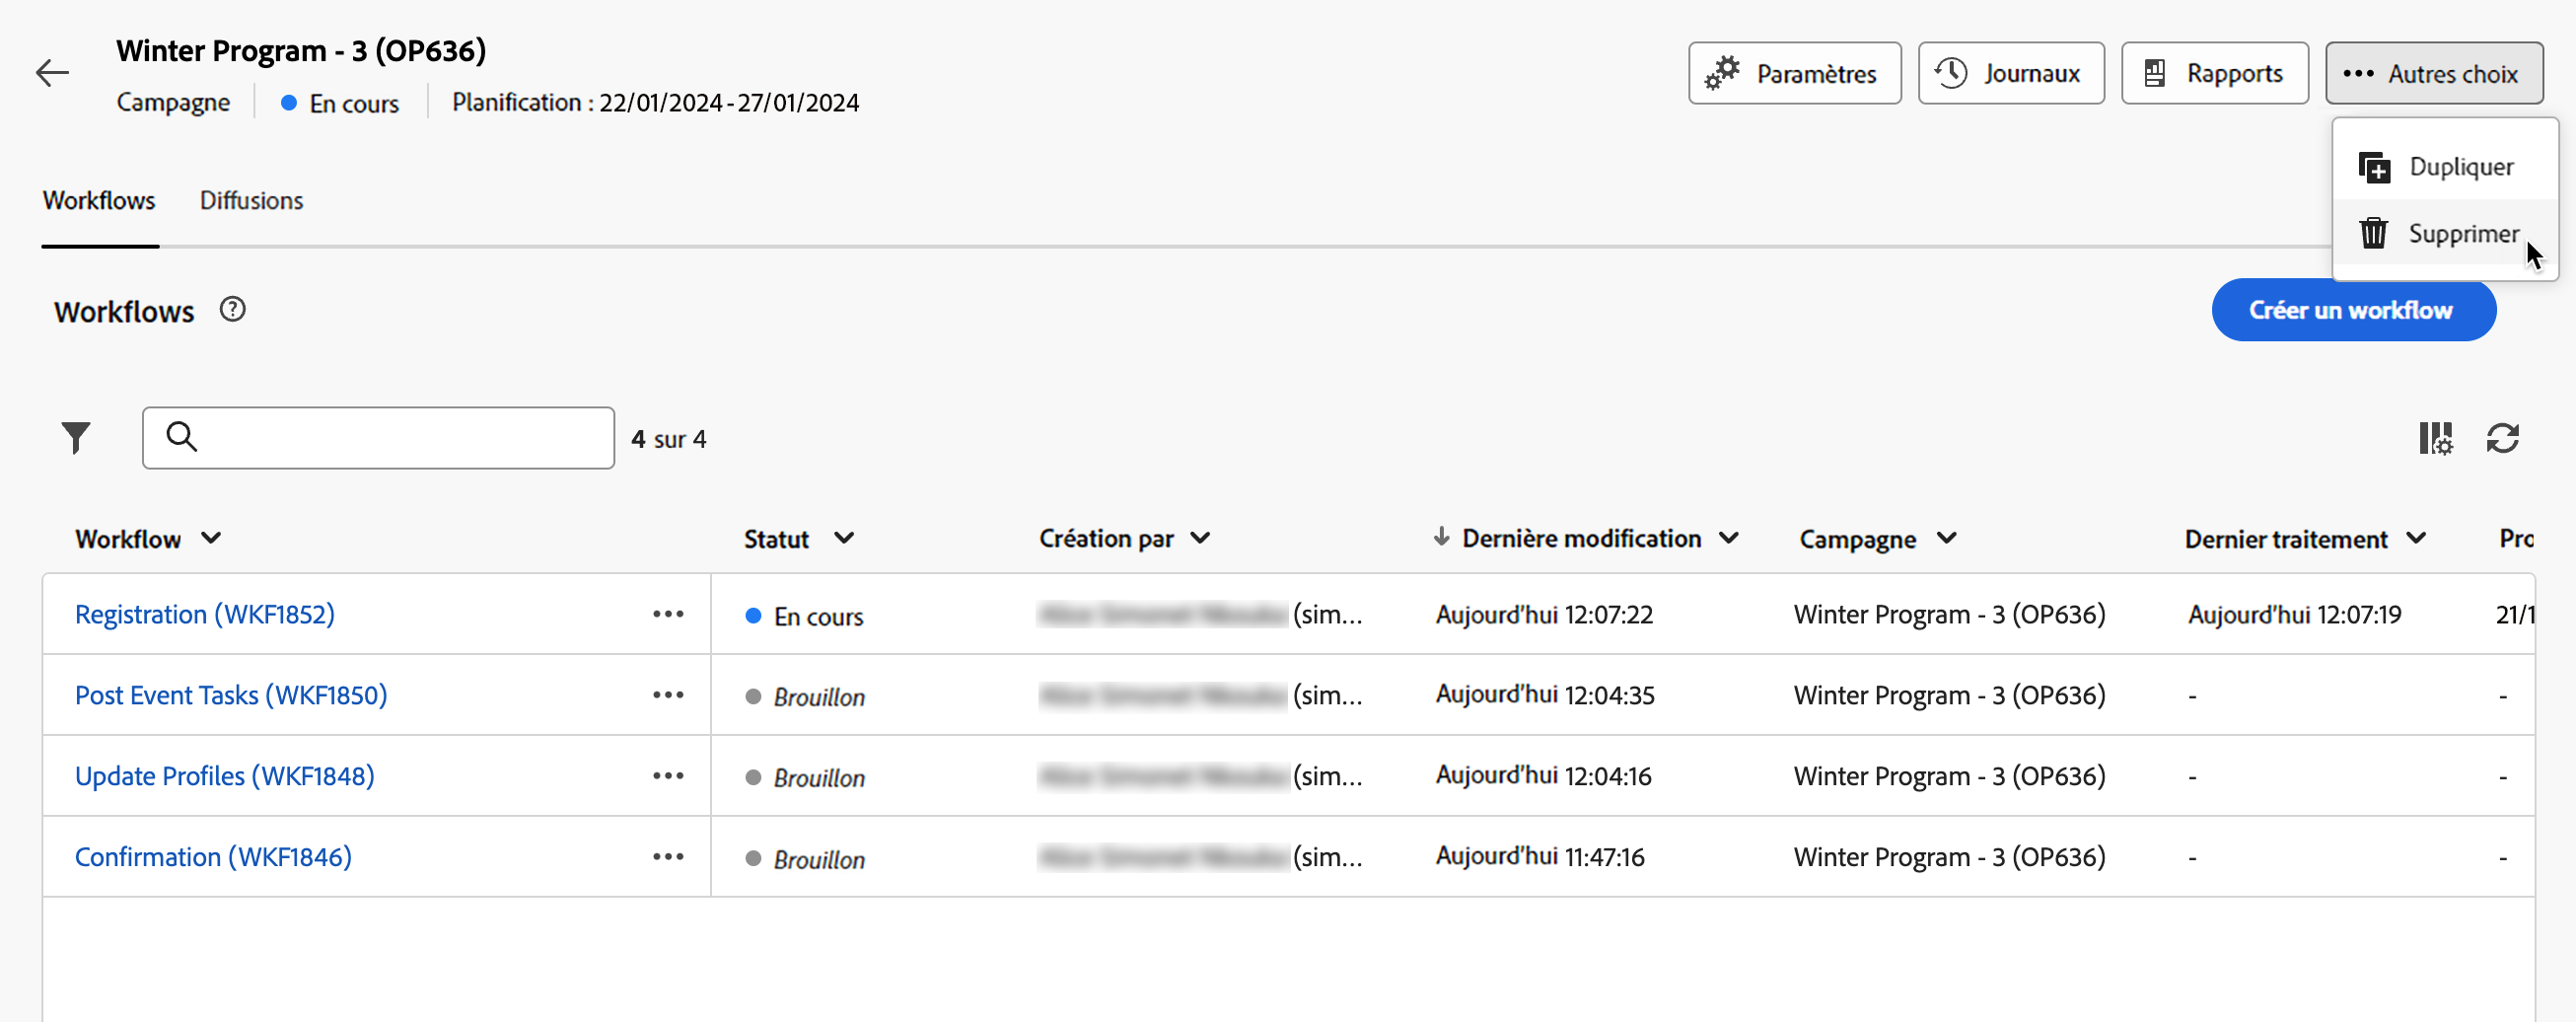 Winter Program - 3 (OP636)
Campagne En cours Planification : 22/01/2024-27/01/2024
Paramètres Journaux Rapports ••• Autres choix
Dupliquer
Supprimer
Workflows Diffusions
Workflows
Créer un workflow
4 sur 4
Workflow Statut Création par Dernière modification Campagne Dernier traitement Pro
Registration (WKF1852) ••• En cours (sim... Aujourd'hui 12:07:22 Winter Program - 3 (OP636) Aujourd'hui 12:07:19 21/1
Post Event Tasks (WKF1850) ••• Brouillon (sim... Aujourd'hui 12:04:35 Winter Program - 3 (OP636) - -
Update Profiles (WKF1848) ••• Brouillon (sim... Aujourd'hui 12:04:16 Winter Program - 3 (OP636) - -
Confirmation (WKF1846) ••• Brouillon (sim... Aujourd'hui 11:47:16 Winter Program - 3 (OP636) - -